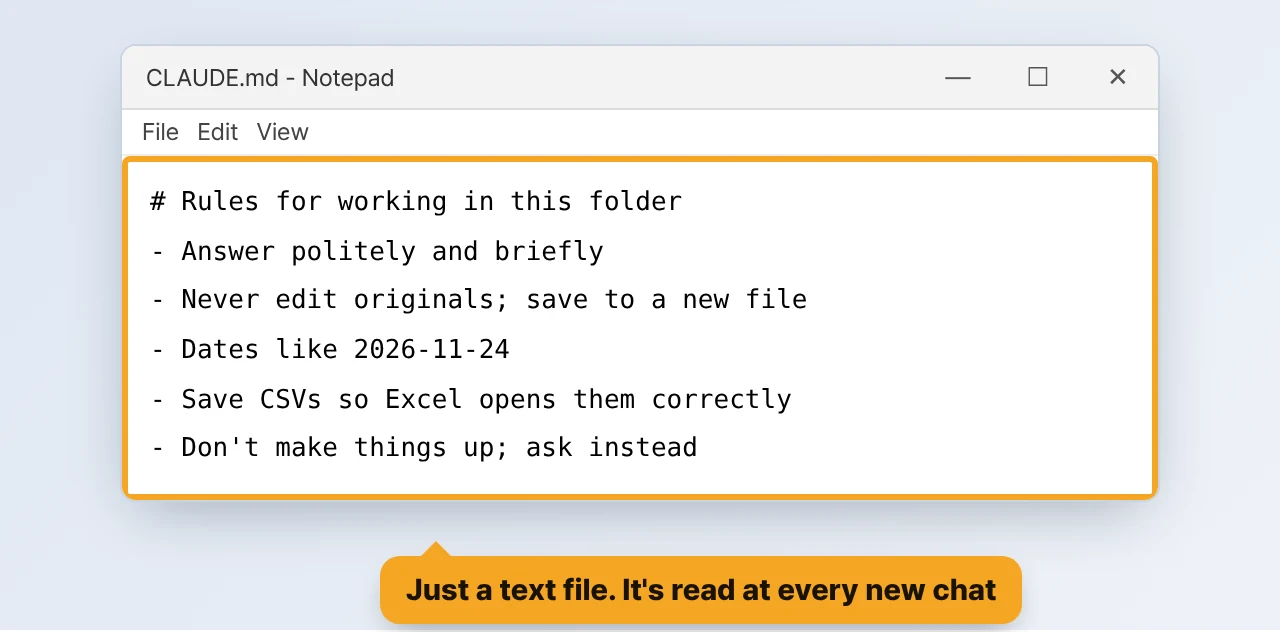 CLAUDE.md - Notepad
File Edit View
# Rules for working in this folder
- Answer politely and briefly
- Never edit originals; save to a new file
- Dates like 2026-11-24
- Save CSVs so Excel opens them correctly
- Don't make things up; ask instead
Just a text file. It's read at every new chat